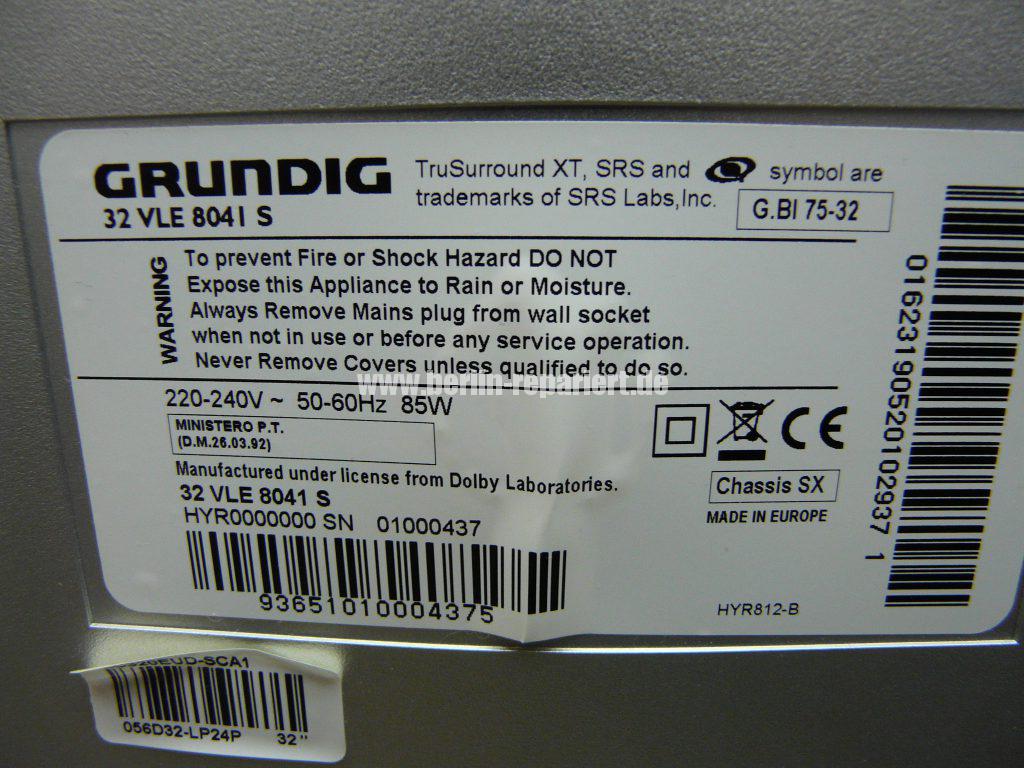 GRUNDIG
32 VLE 8041 S
TruSurround XT, SRS and symbol are
trademarks of SRS Labs,Inc.
G.BI 75-32
WARNING
To prevent Fire or Shock Hazard DO NOT
Expose this Appliance to Rain or Moisture.
Always Remove Mains plug from wall socket
when not in use or before any service operation.
Never Remove Covers unless qualified to do so.
www.berlin-repariert.de
220-240V ~ 50-60Hz 85W
MINISTERO P.T.
(D.M.26.03.92)
Manufactured under license from Dolby Laboratories.
32 VLE 8041 S
HYR0000000 SN 01000437
93651010004375
CE
Chassis SX
MADE IN EUROPE
HYR812-B
01623190520102937 1
056D32-LP24P 32"